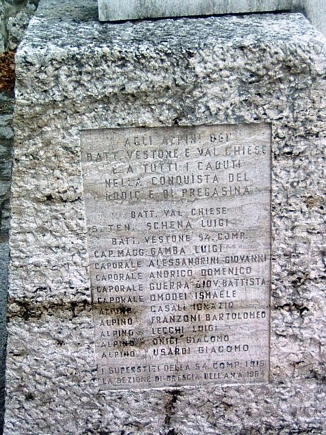 AGLI ALPINI DEI
BATT. VESTONE E VAL CHIESE
E A TUTTI I CADUTI
NELLA CONQUISTA DEL
E DI PREGASINA
BATT. VAL CHIESE
S. TEN. SCHENA LUIGI
BATT. VESTONE 54 COMP.
CAP. MAGG. GAMBA LUIGI
CAPORALE ALESSANDRINI GIOVANNI
CAPORALE ANDRICO DOMENICO
CAPORALE GUERRA GIOV. BATTISTA
CAPORALE OMODEI ISMAELE
ALPINO CASALI IGNAZIO
ALPINO FRANZONI BARTOLOMEO
ALPINO LECCHI LUIGI
ALPINO ONIGI GIACOMO
ALPINO USARDI GIACOMO
I SUPERSTITI DELLA 54 COMP. 1915
LA SEZIONE DI BRESCIA DELL'ANA 1964